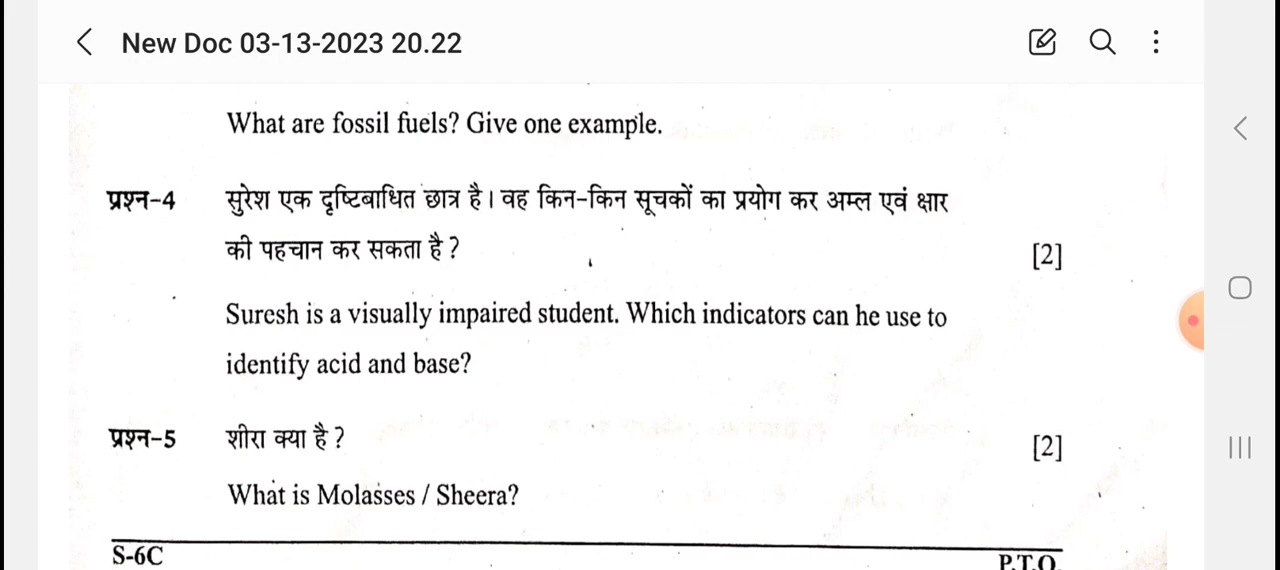 New Doc 03-13-2023 20.22
What are fossil fuels? Give one example.
प्रश्न-4 सुरेश एक दृष्टिबाधित छात्र है। वह किन-किन सूचकों का प्रयोग कर अम्ल एवं क्षार
की पहचान कर सकता है? [2]
Suresh is a visually impaired student. Which indicators can he use to
identify acid and base?
प्रश्न-5 शीरा क्या है? [2]
What is Molasses / Sheera?
S-6C P.T.O.